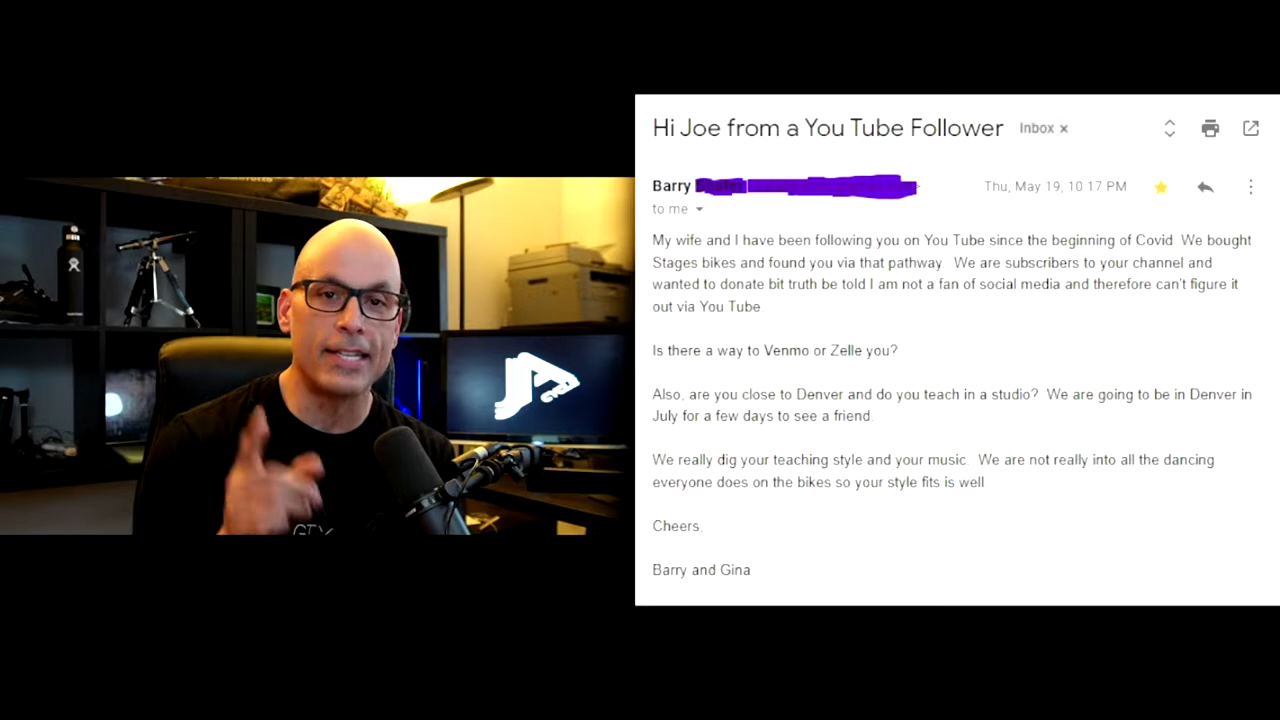 Hi Joe from a You Tube Follower Inbox x
Barry
Thu, May 19, 10:17 PM
to me
My wife and I have been following you on You Tube since the beginning of Covid We bought
Stages bikes and found you via that pathway. We are subscribers to your channel and
wanted to donate bit truth be told I am not a fan of social media and therefore can't figure it
out via You Tube.
Is there a way to Venmo or Zelle you?
Also, are you close to Denver and do you teach in a studio? We are going to be in Denver in
July for a few days to see a friend.
We really dig your teaching style and your music. We are not really into all the dancing
everyone does on the bikes so your style fits is well
Cheers,
Barry and Gina